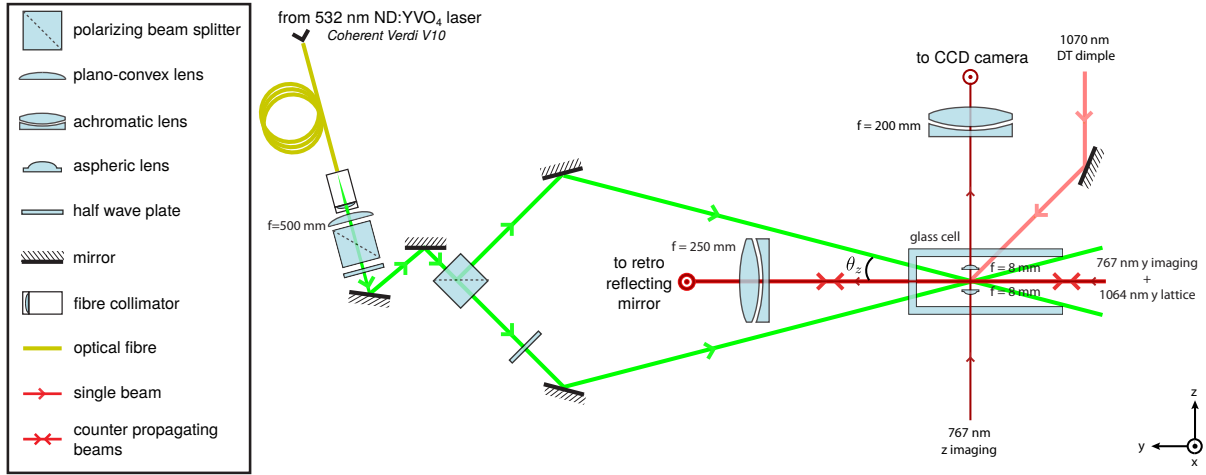 polarizing beam splitter
plano-convex lens
achromatic lens
aspheric lens
half wave plate
mirror
fibre collimator
optical fibre
single beam
counter propagating
beams
from 532 nm ND:YVO4 laser
Coherent Verdi V10
f=500 mm
to retro
reflecting
mirror
f = 250 mm
θz
to CCD camera
f = 200 mm
1070 nm
DT dimple
glass cell
f = 8 mm
f = 8 mm
767 nm y imaging
+
1064 nm y lattice
767 nm
z imaging
z
y
x